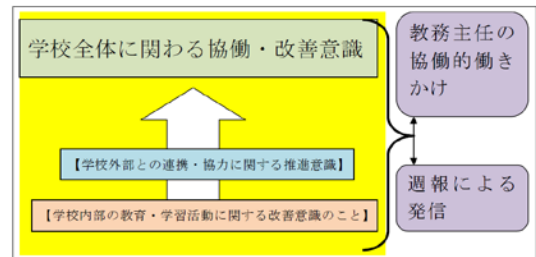 学校全体に関わる協働・改善意識
【学校外部との連携・協力に関する推進意識】
【学校内部の教育・学習活動に関する改善意識のこと】
教務主任の
協働的働き
かけ
週報による
発信